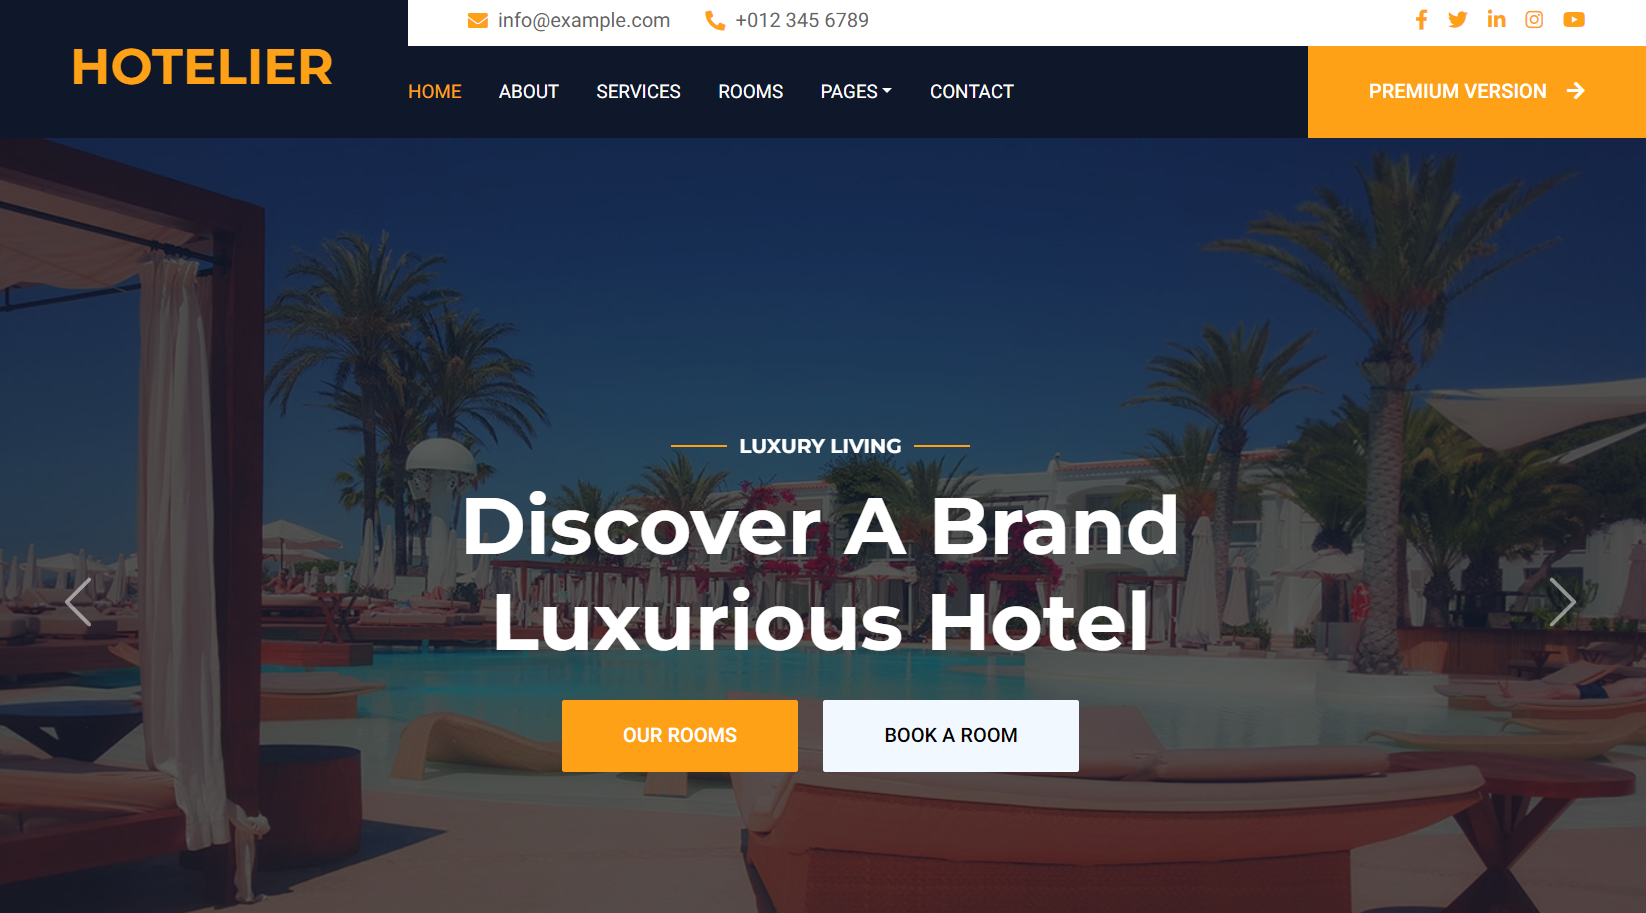 HOTELIER
info@example.com
+012 345 6789
HOME ABOUT SERVICES ROOMS PAGES CONTACT
PREMIUM VERSION
LUXURY LIVING
Discover A Brand
Luxurious Hotel
OUR ROOMS
BOOK A ROOM